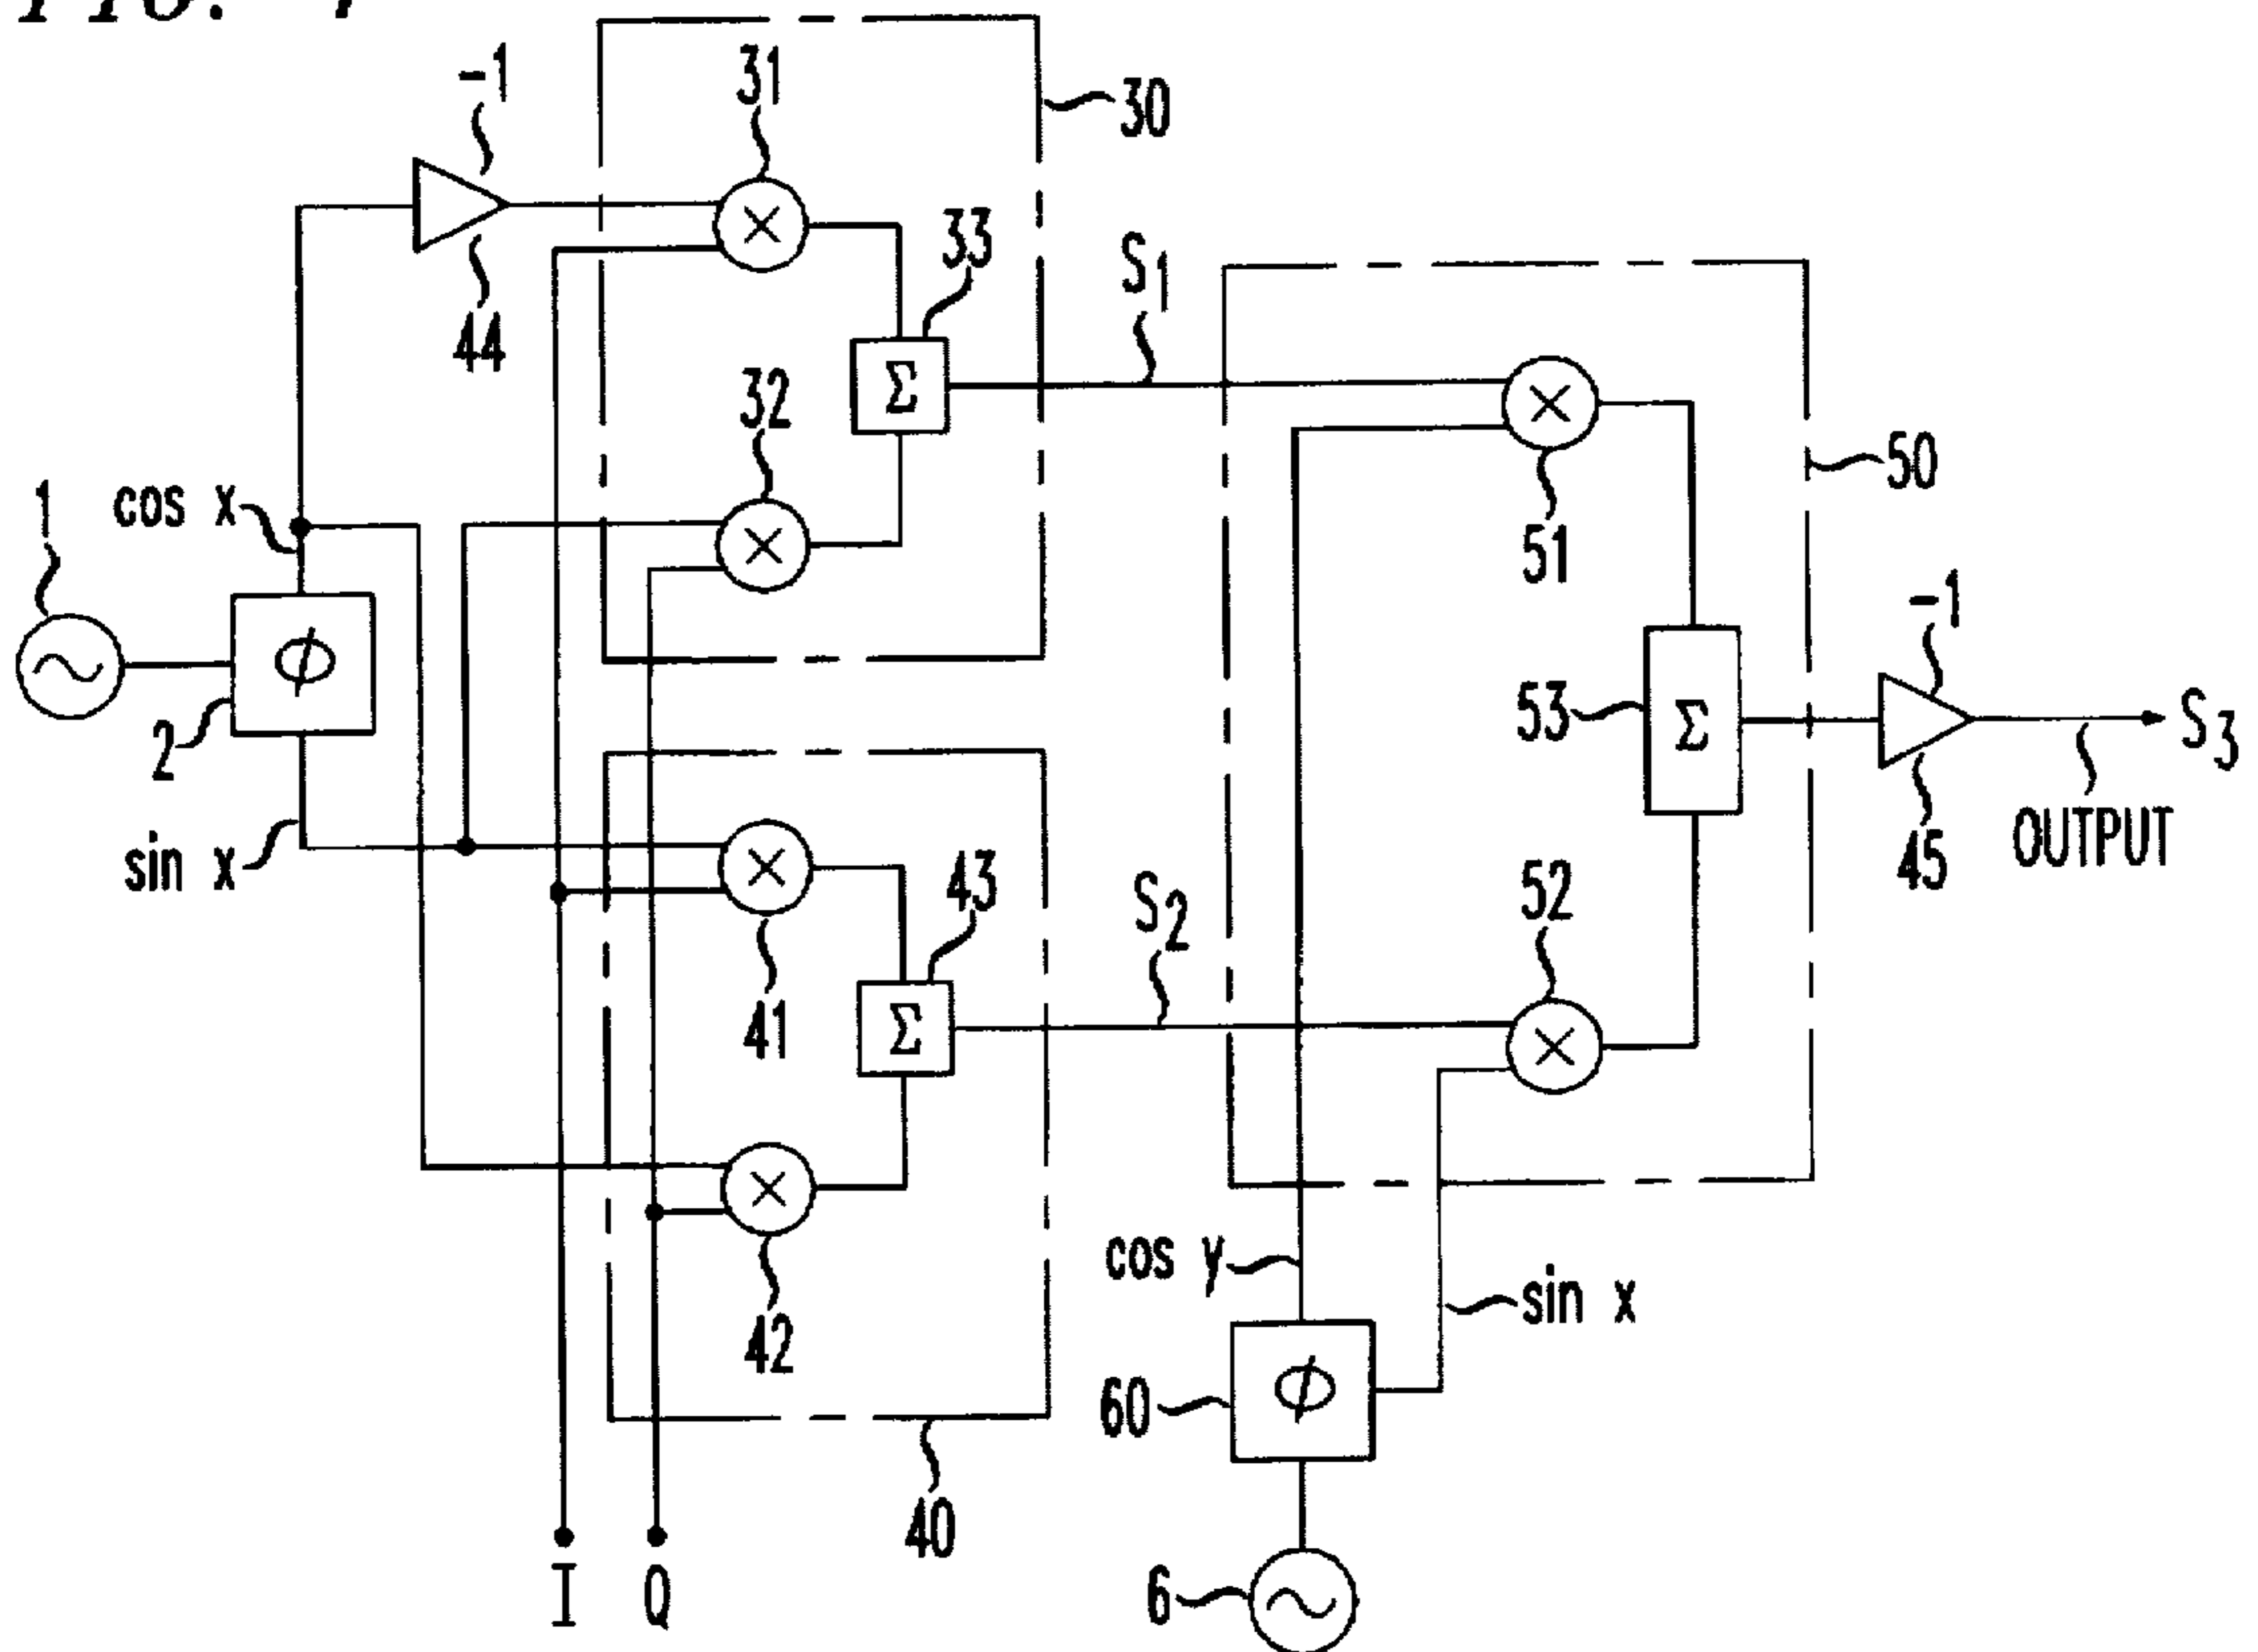 -1
31
30
44
33
S1
32
cos x
1
51
50
2
-1
53
S3
sin x
43
S2
52
45
OUTPUT
41
cos y
sin x
42
60
40
I
Q
6
Σ
Σ
Σ
ϕ
ϕ